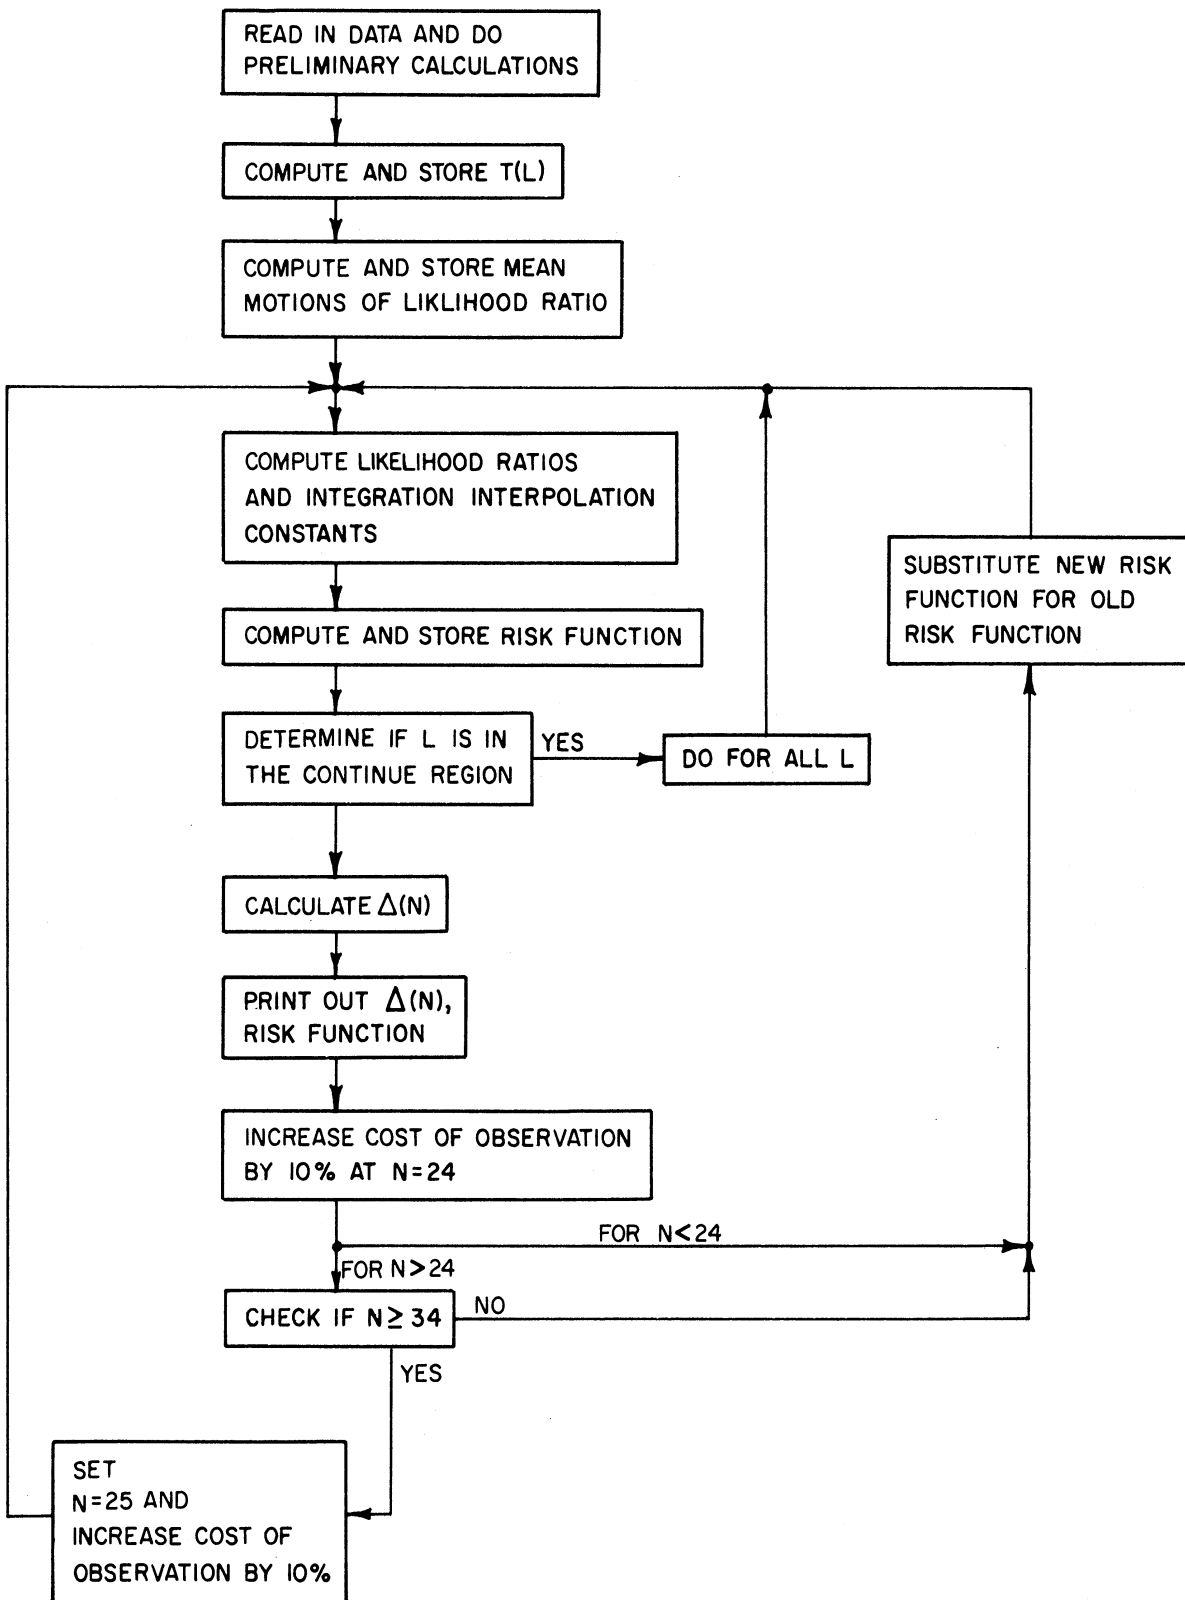 READ IN DATA AND DO
PRELIMINARY CALCULATIONS
COMPUTE AND STORE T(L)
COMPUTE AND STORE MEAN
MOTIONS OF LIKLIHOOD RATIO
COMPUTE LIKELIHOOD RATIOS
AND INTEGRATION INTERPOLATION
CONSTANTS
SUBSTITUTE NEW RISK
FUNCTION FOR OLD
RISK FUNCTION
COMPUTE AND STORE RISK FUNCTION
DETERMINE IF L IS IN
THE CONTINUE REGION
YES
DO FOR ALL L
CALCULATE Δ(N)
PRINT OUT Δ(N),
RISK FUNCTION
INCREASE COST OF OBSERVATION
BY 10% AT N=24
FOR N<24
FOR N>24
CHECK IF N≥34
NO
YES
SET
N=25 AND
INCREASE COST OF
OBSERVATION BY 10%